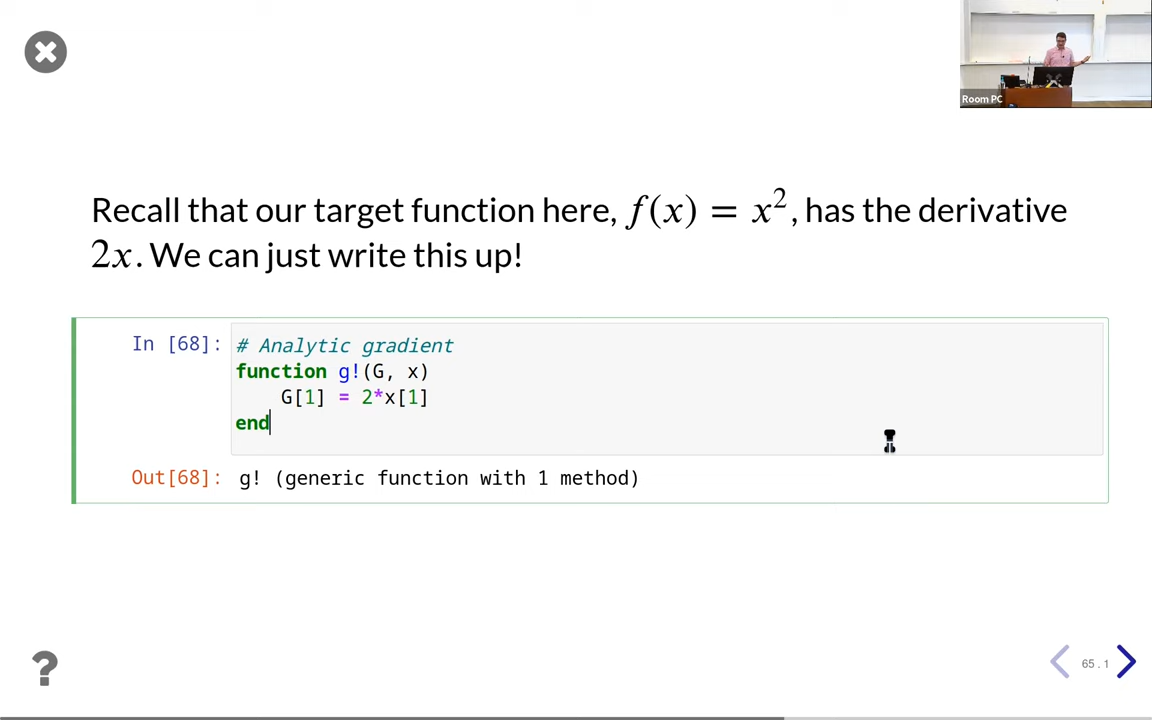 Room PC
Recall that our target function here, f(x) = x², has the derivative
2x. We can just write this up!
In [68]: # Analytic gradient
function g!(G, x)
    G[1] = 2*x[1]
end
Out[68]: g! (generic function with 1 method)
?
65 . 1